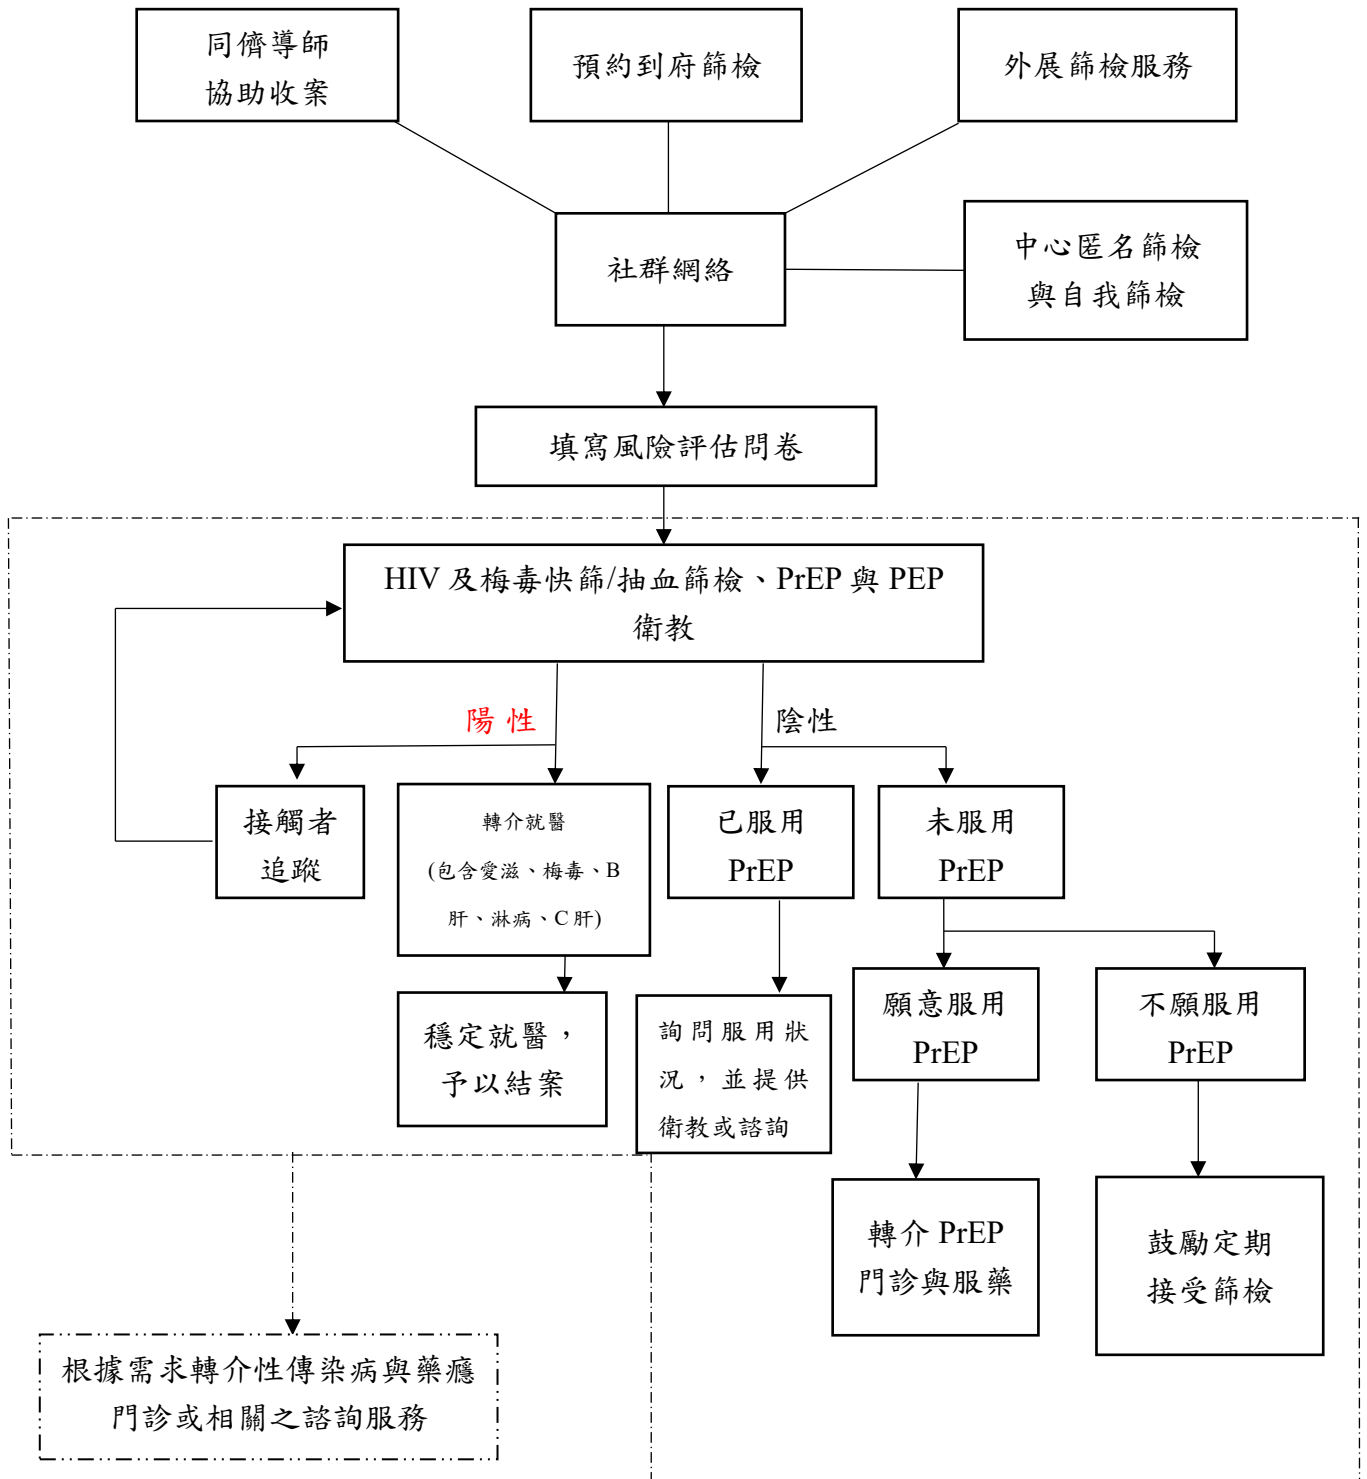 同儕導師
協助收案
預約到府篩檢
外展篩檢服務
社群網絡
中心匿名篩檢
與自我篩檢
填寫風險評估問卷
HIV 及梅毒快篩/抽血篩檢、PrEP 與 PEP
衛教
陽性
陰性
接觸者
追蹤
轉介就醫
(包含愛滋、梅毒、B
肝、淋病、C 肝)
已服用
PrEP
未服用
PrEP
穩定就醫，
予以結案
詢問服用狀
況，並提供
衛教或諮詢
願意服用
PrEP
不願服用
PrEP
轉介 PrEP
門診與服藥
鼓勵定期
接受篩檢
根據需求轉介性傳染病與藥癮
門診或相關之諮詢服務